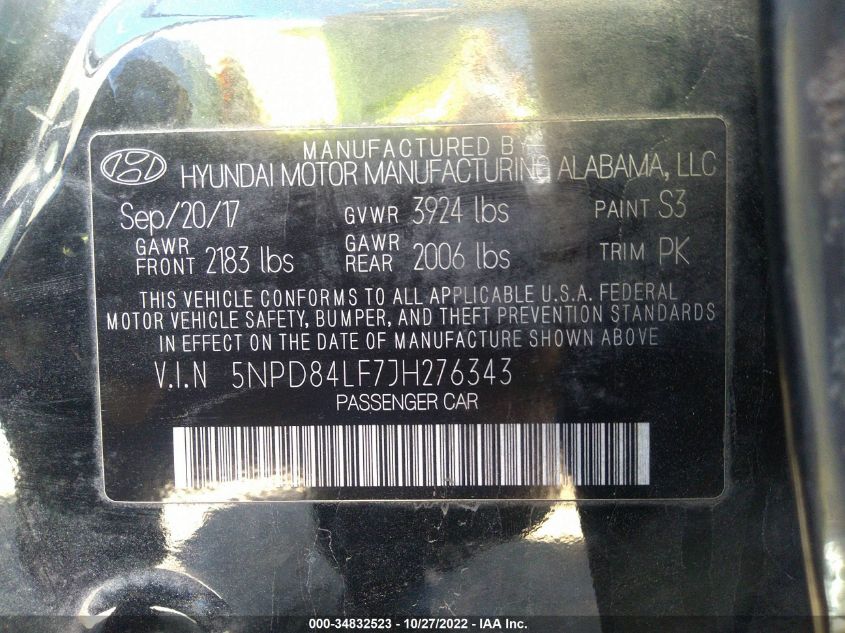 MANUFACTURED BY
HYUNDAI MOTOR MANUFACTURING ALABAMA, LLC
Sep/20/17 GVWR 3924 lbs PAINT S3
GAWR FRONT 2183 lbs GAWR REAR 2006 lbs TRIM PK
THIS VEHICLE CONFORMS TO ALL APPLICABLE U.S.A. FEDERAL
MOTOR VEHICLE SAFETY, BUMPER, AND THEFT PREVENTION STANDARDS
IN EFFECT ON THE DATE OF MANUFACTURE SHOWN ABOVE
V.I.N 5NPD84LF7JH276343
PASSENGER CAR
000-34832523 - 10/27/2022 - IAA Inc.